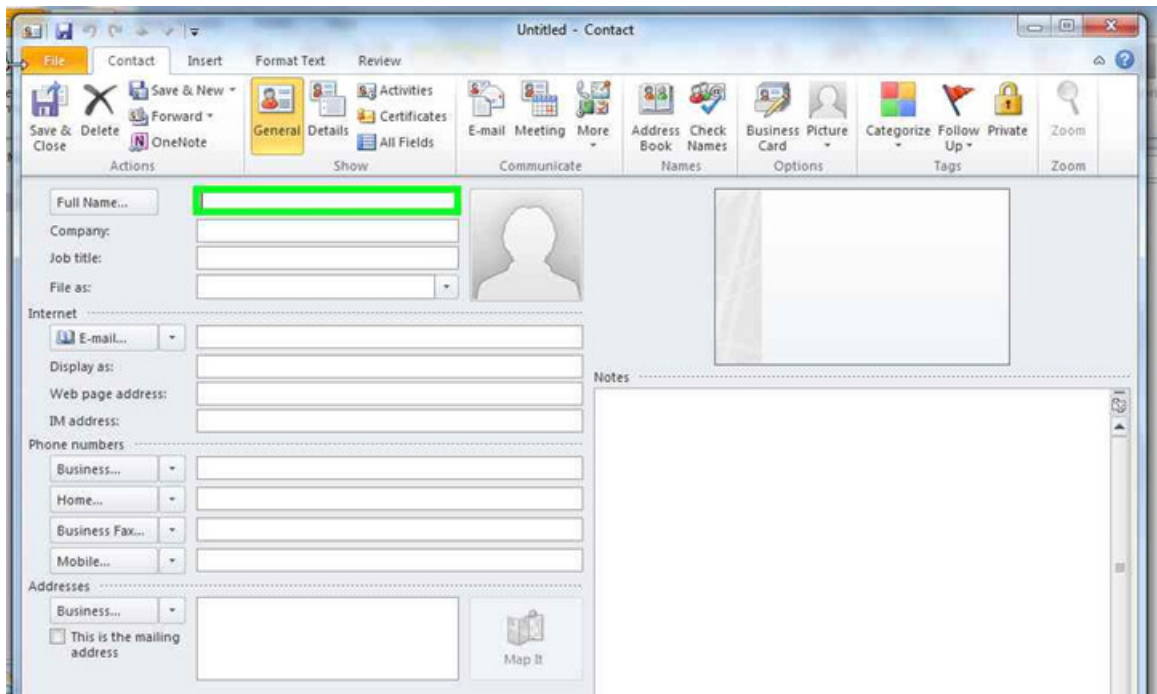 Untitled - Contact
File Contact Insert Format Text Review
Save & Close
Delete
Save & New
Forward
OneNote
Actions
General
Details
Activities
Certificates
All Fields
Show
E-mail
Meeting
More
Communicate
Address Book
Check Names
Names
Business Card
Picture
Options
Categorize
Follow Up
Private
Tags
Zoom
Zoom
Full Name...
Company:
Job title:
File as:
Internet
E-mail...
Display as:
Web page address:
IM address:
Phone numbers
Business...
Home...
Business Fax...
Mobile...
Addresses
Business...
This is the mailing
address
Map It
Notes